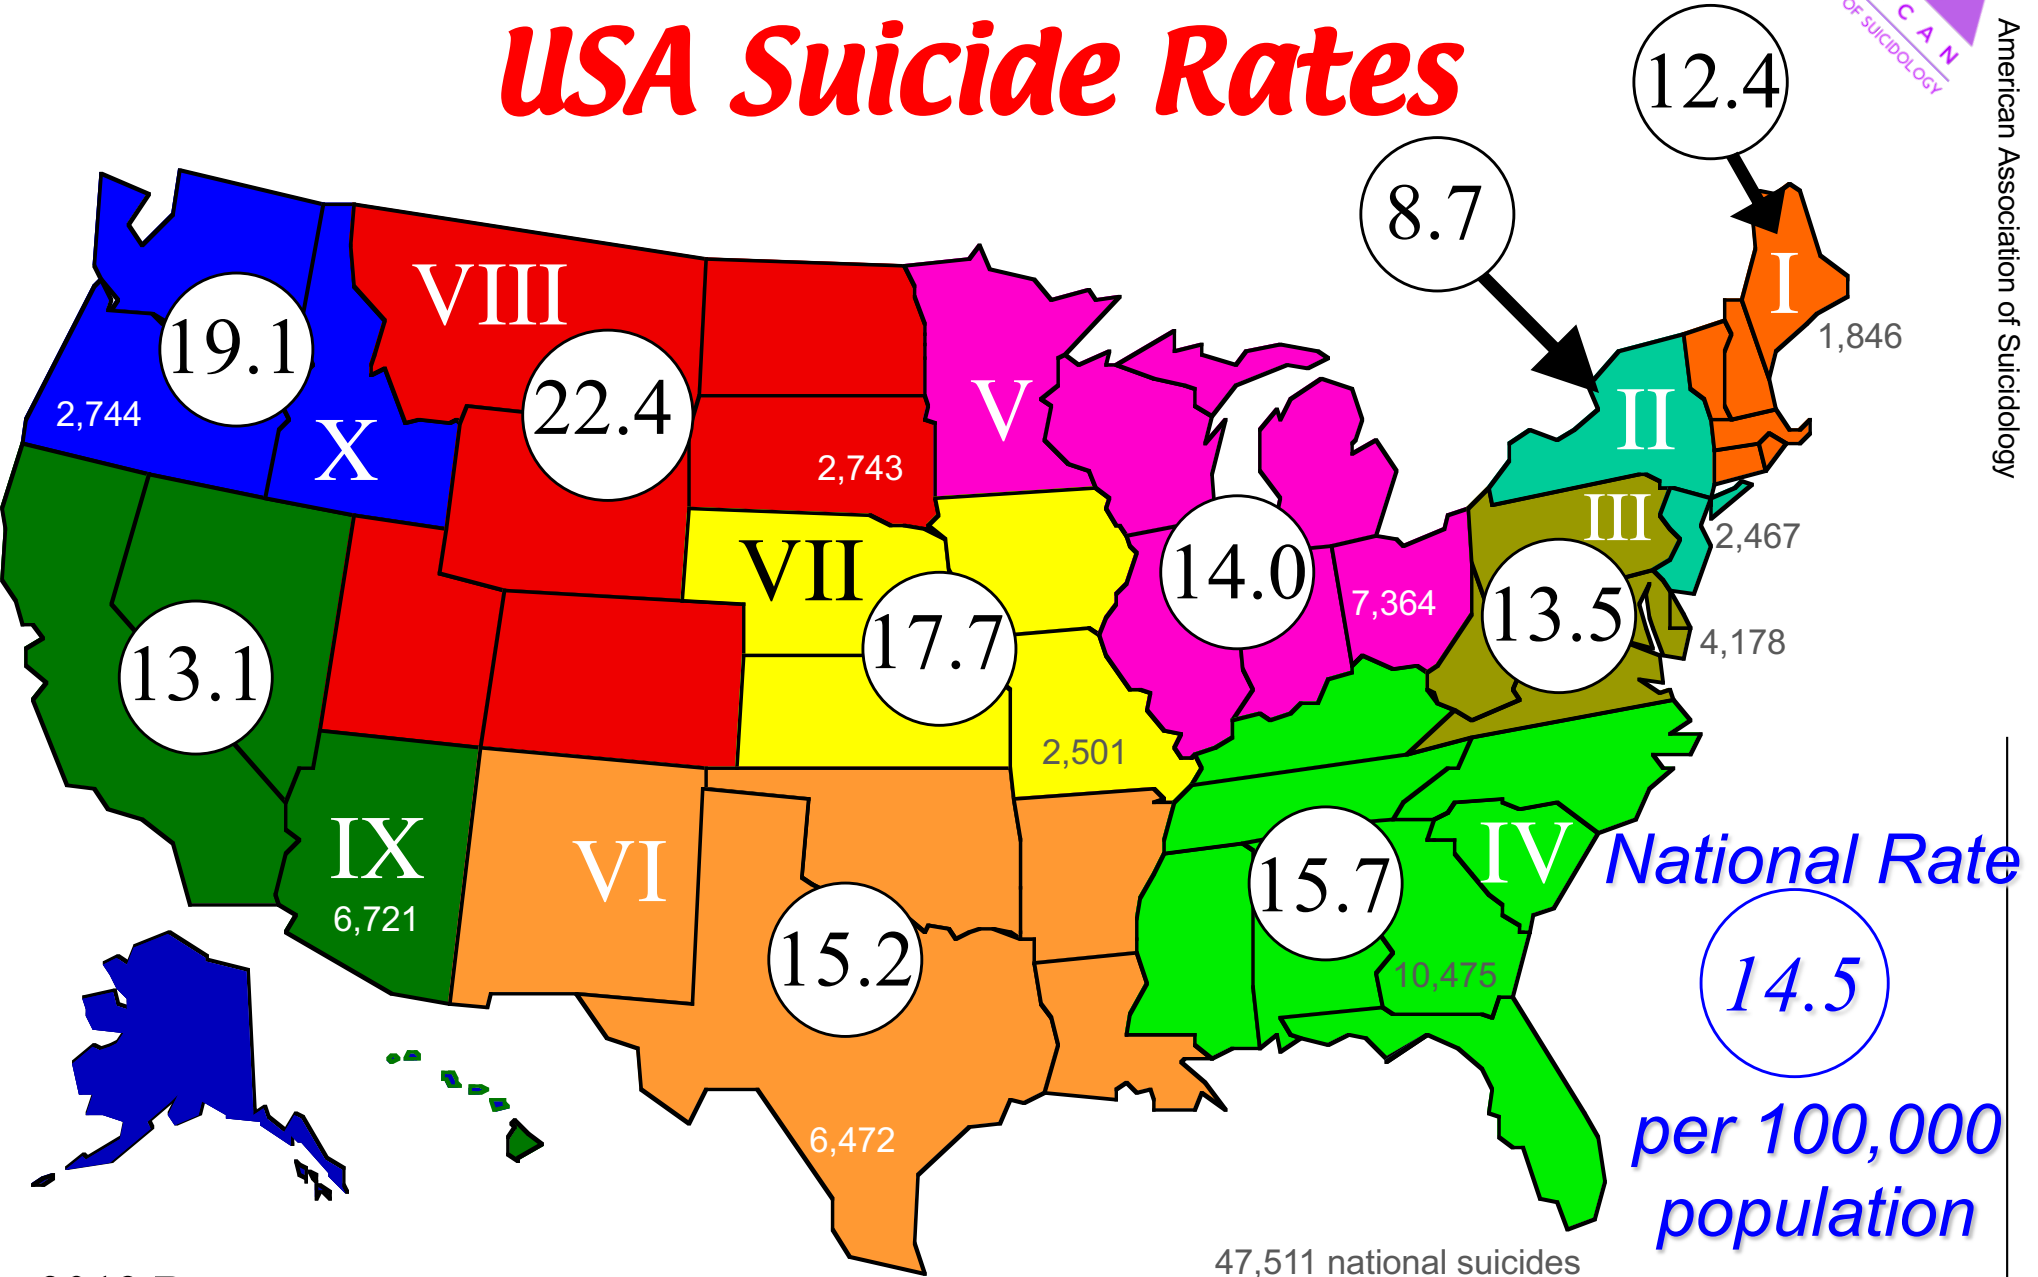 USA Suicide Rates
C A N
OF SUICIDOLOGY
American Association of Suicidology
12.4
8.7
I
1,846
VIII
19.1
22.4
2,744
X
V
2,743
II
III
2,467
VII
14.0
7,364
13.5
4,178
17.7
13.1
2,501
IX
6,721
VI
15.7
IV
National Rate
15.2
10,475
14.5
6,472
per 100,000
population
47,511 national suicides